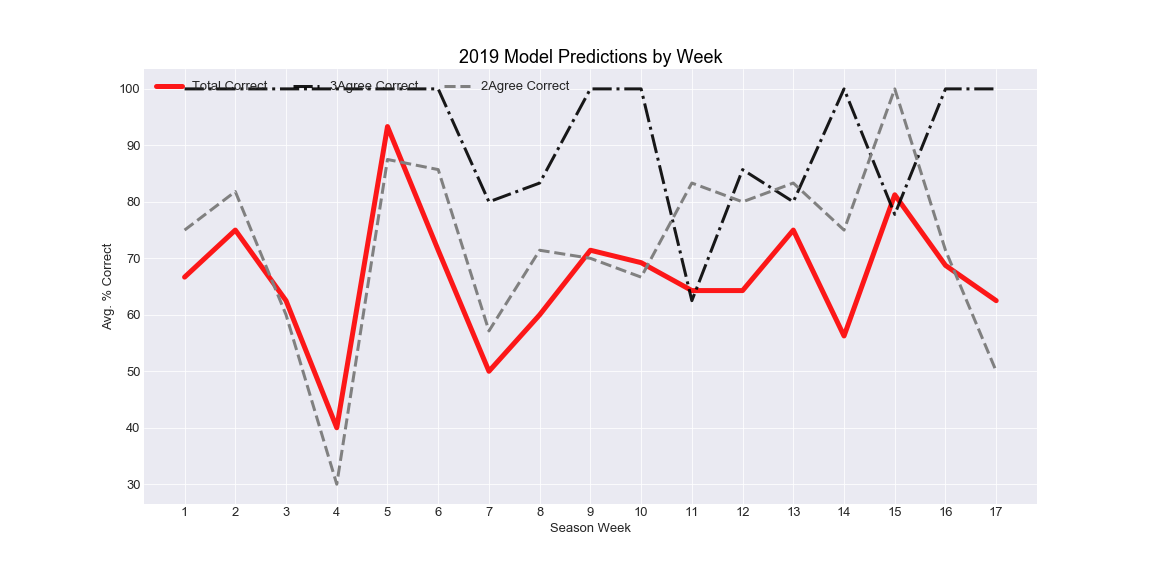 2019 Model Predictions by Week
Total Correct 3Agree Correct 2Agree Correct
100
90
80
70
60
50
40
30
Avg. % Correct
1 2 3 4 5 6 7 8 9 10 11 12 13 14 15 16 17
Season Week